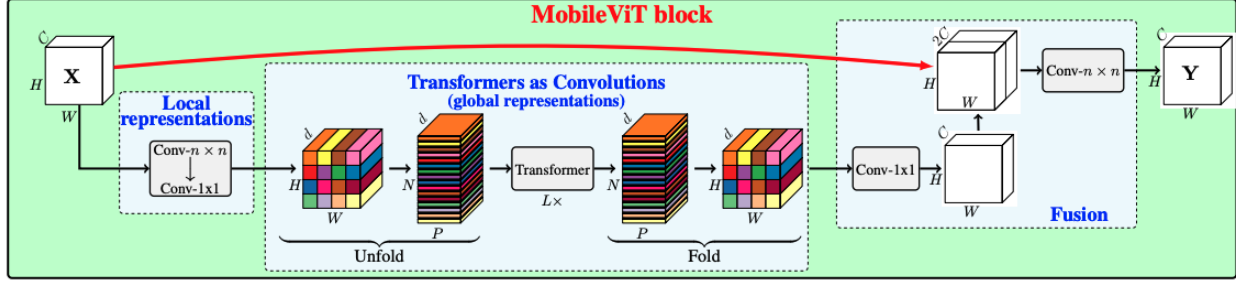 MobileViT block
C
H
X
W
Local
representations
Conv-n × n
Conv-1x1
Transformers as Convolutions
(global representations)
d
H
W
d
N
P
Unfold
Transformer
L×
d
N
P
d
H
W
Fold
Conv-1x1
C
H
W
2C
H
W
Conv-n × n
Fusion
C
H
Y
W